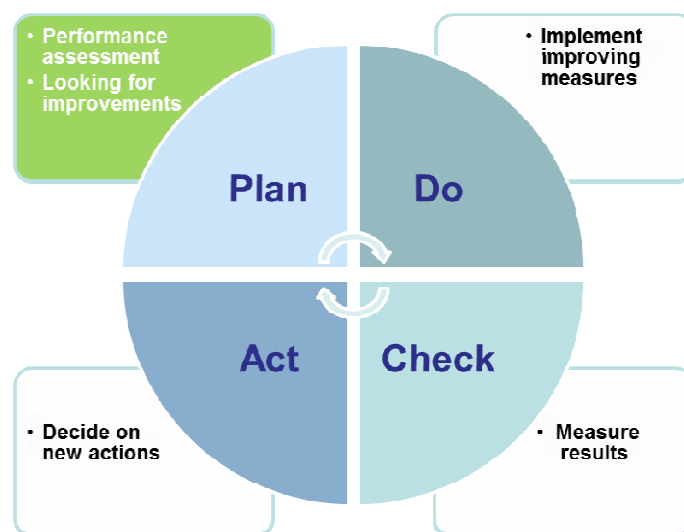 • Performance
assessment
• Looking for
improvements
• Implement
improving
measures
Plan
Do
Act
Check
• Decide on
new actions
• Measure
results